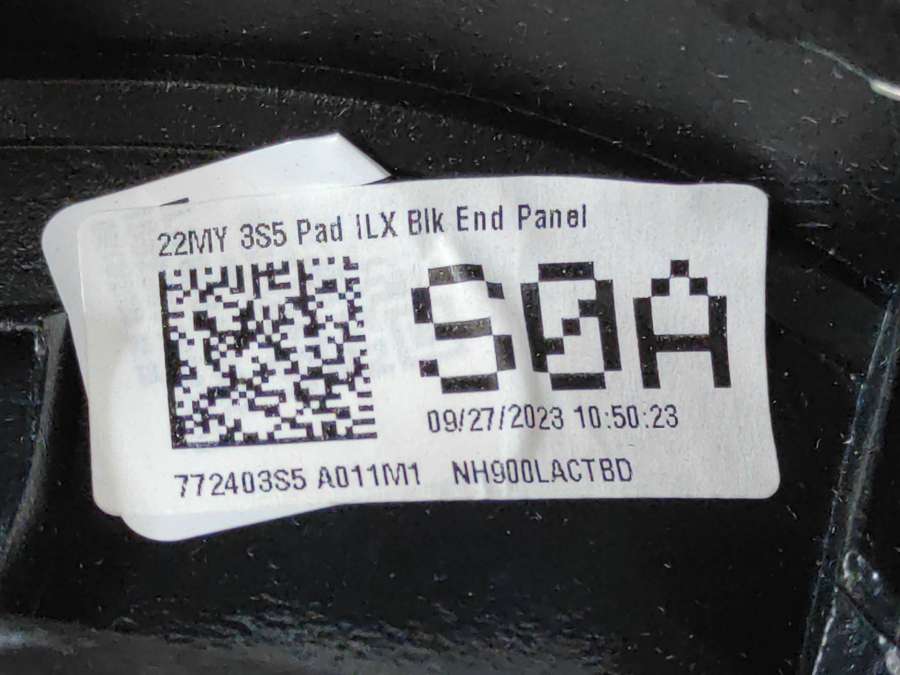 22MY 3S5 Pad ILX Blk End Panel
S0A
09/27/2023 10:50:23
772403S5 A011M1 NH900LACTBD